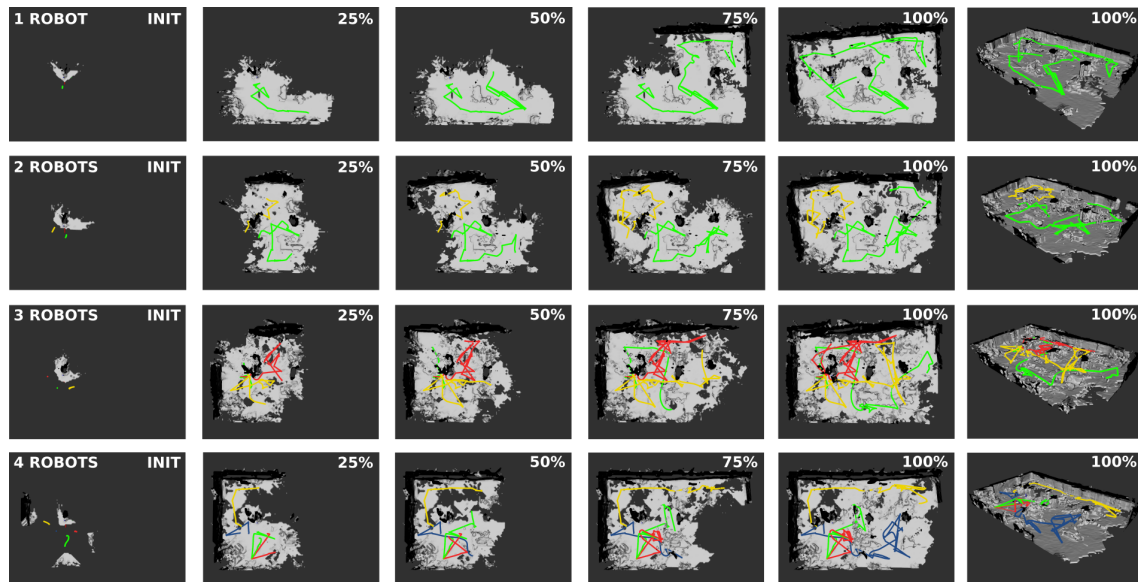 1 ROBOT INIT 25% 50% 75% 100% 100%
2 ROBOTS INIT 25% 50% 75% 100% 100%
3 ROBOTS INIT 25% 50% 75% 100% 100%
4 ROBOTS INIT 25% 50% 75% 100% 100%